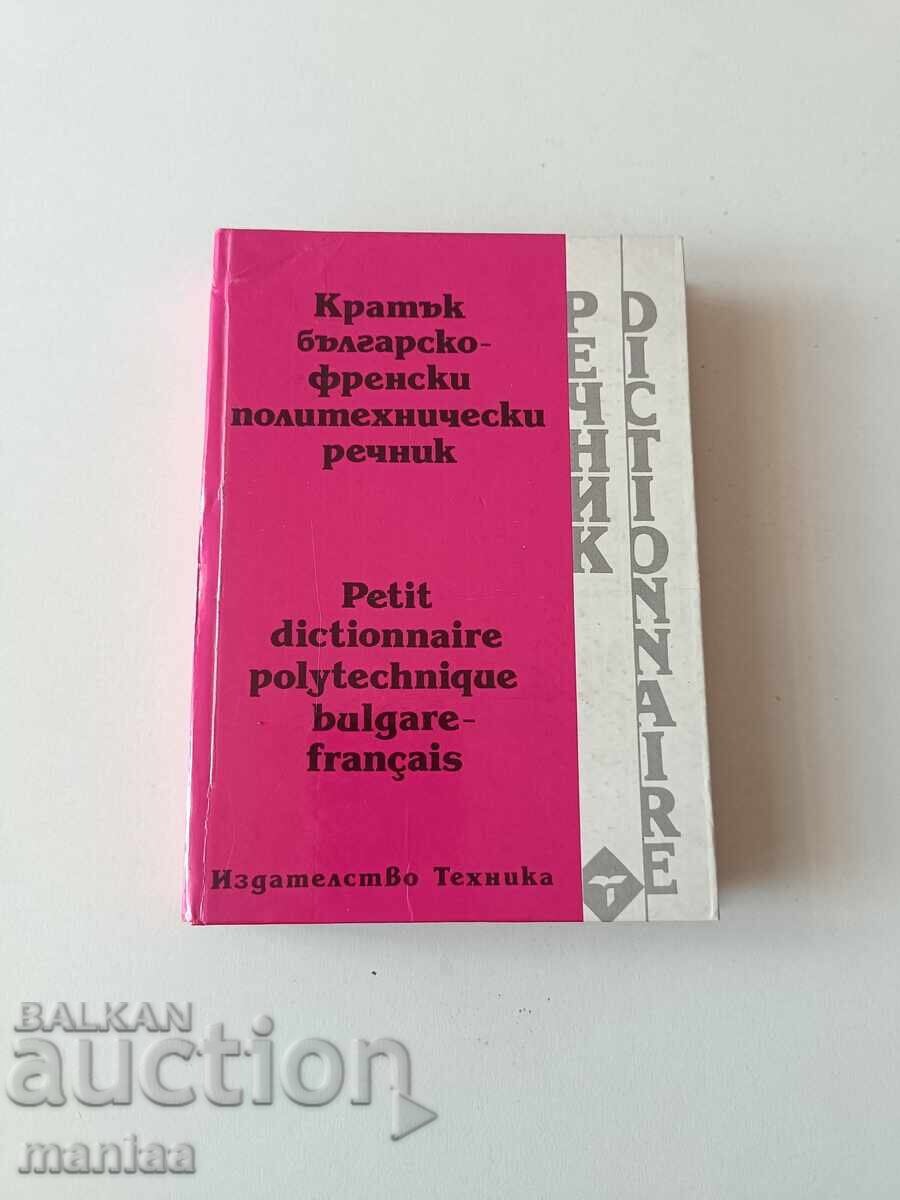 Кратък
българско-
френски
политехнически
речник
Petit
dictionnaire
polytechnique
bulgare-
français
Издателство Техника
РЕЧНИК
DICTIONNAIRE
BALKAN
auction
maniaa